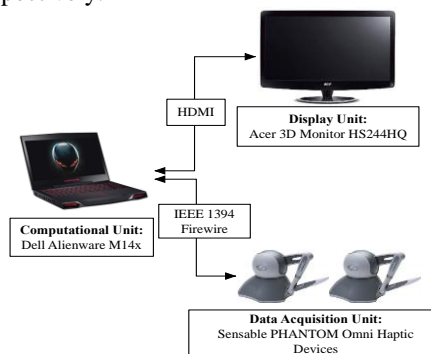 pectively.
HDMI
Display Unit:
Acer 3D Monitor HS244HQ
IEEE 1394
Firewire
Computational Unit:
Dell Alienware M14x
Data Acquisition Unit:
Sensable PHANTOM Omni Haptic
Devices